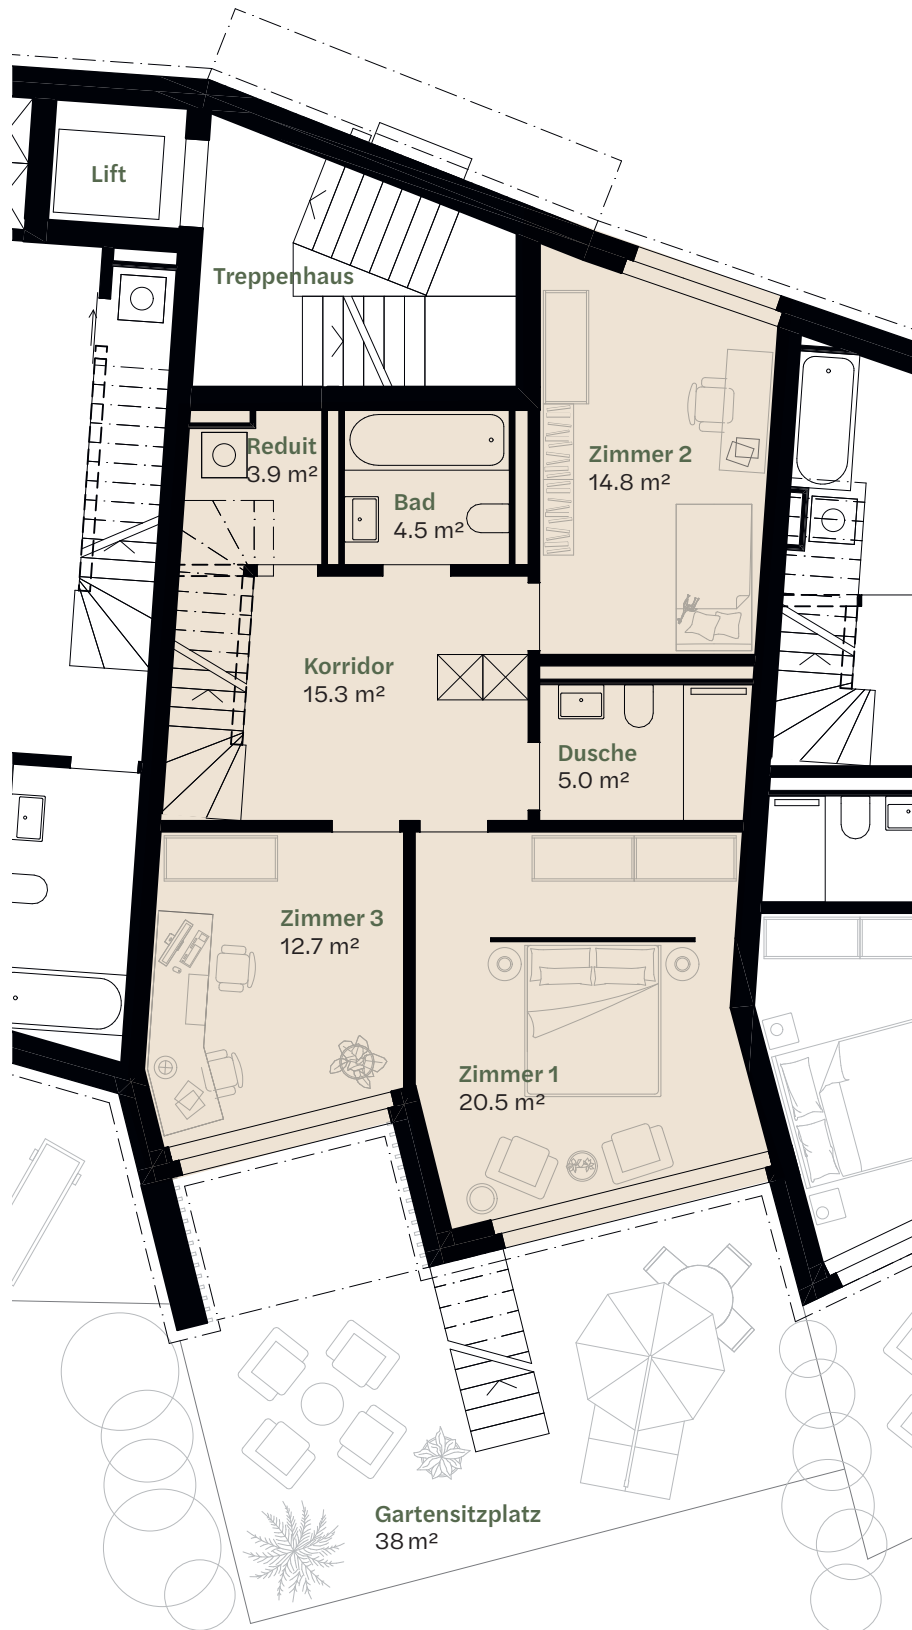 Lift
Treppenhaus
Reduit
3.9 m²
Bad
4.5 m²
Zimmer 2
14.8 m²
Korridor
15.3 m²
Dusche
5.0 m²
Zimmer 3
12.7 m²
Zimmer 1
20.5 m²
Gartensitzplatz
38 m²